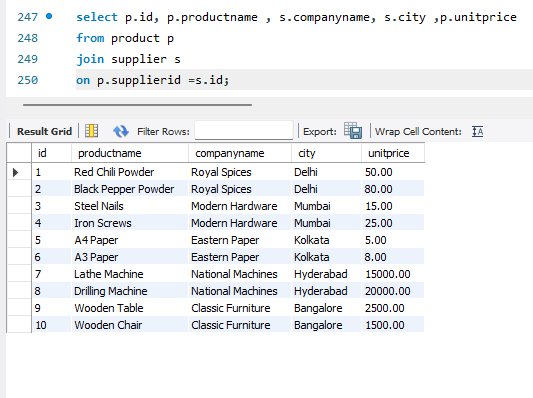 247 select p.id, p.productname , s.companyname, s.city ,p.unitprice
248 from product p
249 join supplier s
250 on p.supplierid =s.id;
Result Grid Filter Rows: Export: Wrap Cell Content:
id productname companyname city unitprice
1 Red Chili Powder Royal Spices Delhi 50.00
2 Black Pepper Powder Royal Spices Delhi 80.00
3 Steel Nails Modern Hardware Mumbai 15.00
4 Iron Screws Modern Hardware Mumbai 25.00
5 A4 Paper Eastern Paper Kolkata 5.00
6 A3 Paper Eastern Paper Kolkata 8.00
7 Lathe Machine National Machines Hyderabad 15000.00
8 Drilling Machine National Machines Hyderabad 20000.00
9 Wooden Table Classic Furniture Bangalore 2500.00
10 Wooden Chair Classic Furniture Bangalore 1500.00